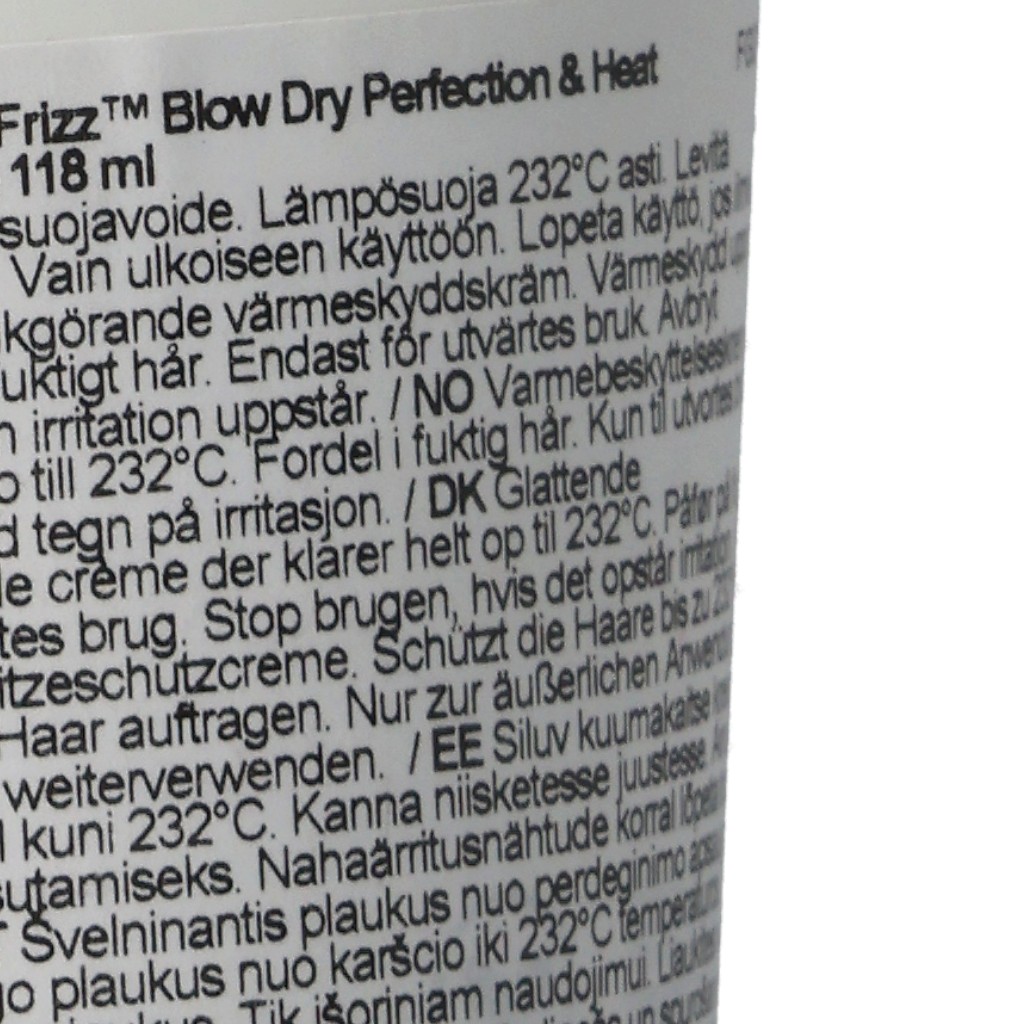 Frizz™ Blow Dry Perfection & Heat
118 ml
suojavoide. Lämpösuoja 232°C asti. Levitä
Vain ulkoiseen käyttöön. Lopeta käyttö, jos
kgörande värmeskyddskräm. Värmeskydd
uktigt hår. Endast för utvärtes bruk. Avbryt
irritation uppstår. / NO Varmebeskyttelses
till 232°C. Fordel i fuktig hår. Kun til utvortes
tegn på irritasjon. / DK Glattende
creme der klarer helt op til 232°C. Påfør
tes brug. Stop brugen, hvis det opstår irritation
itzeschutzcreme. Schützt die Haare bis zu
Haar auftragen. Nur zur äußerlichen
weiterverwenden. / EE Siluv kuumakaitse
kuni 232°C. Kanna niisketesse juustesse.
sutamiseks. Nahaärritusnähtude korral
Švelninantis plaukus nuo perdeginimo
plaukus nuo karščio iki 232°C
Tik išoriniam naudojimui.